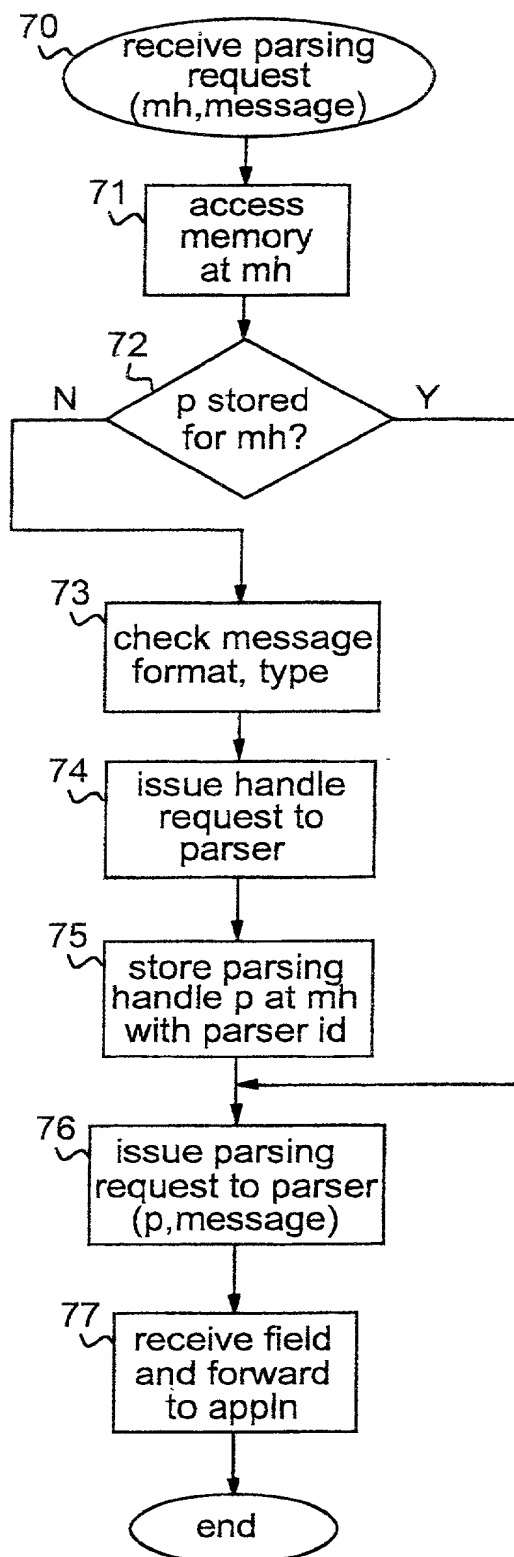 70
receive parsing
request
(mh,message)
71
access
memory
at mh
72
N
p stored
for mh?
Y
73
check message
format, type
74
issue handle
request to
parser
75
store parsing
handle p at mh
with parser id
76
issue parsing
request to parser
(p,message)
77
receive field
and forward
to appln
end